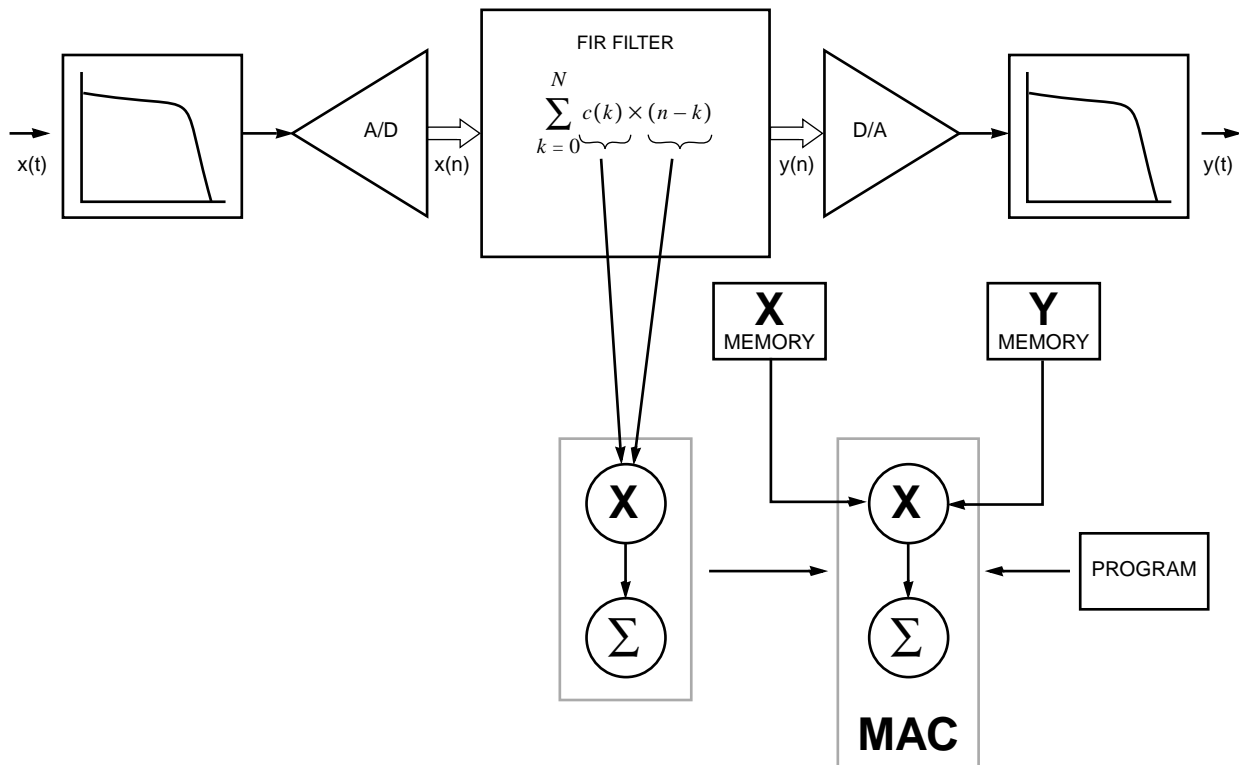 FIR FILTER
N
∑ c(k) × (n − k)
k = 0
A/D
D/A
x(t)
x(n)
y(n)
y(t)
X
MEMORY
Y
MEMORY
X
X
PROGRAM
Σ
Σ
MAC